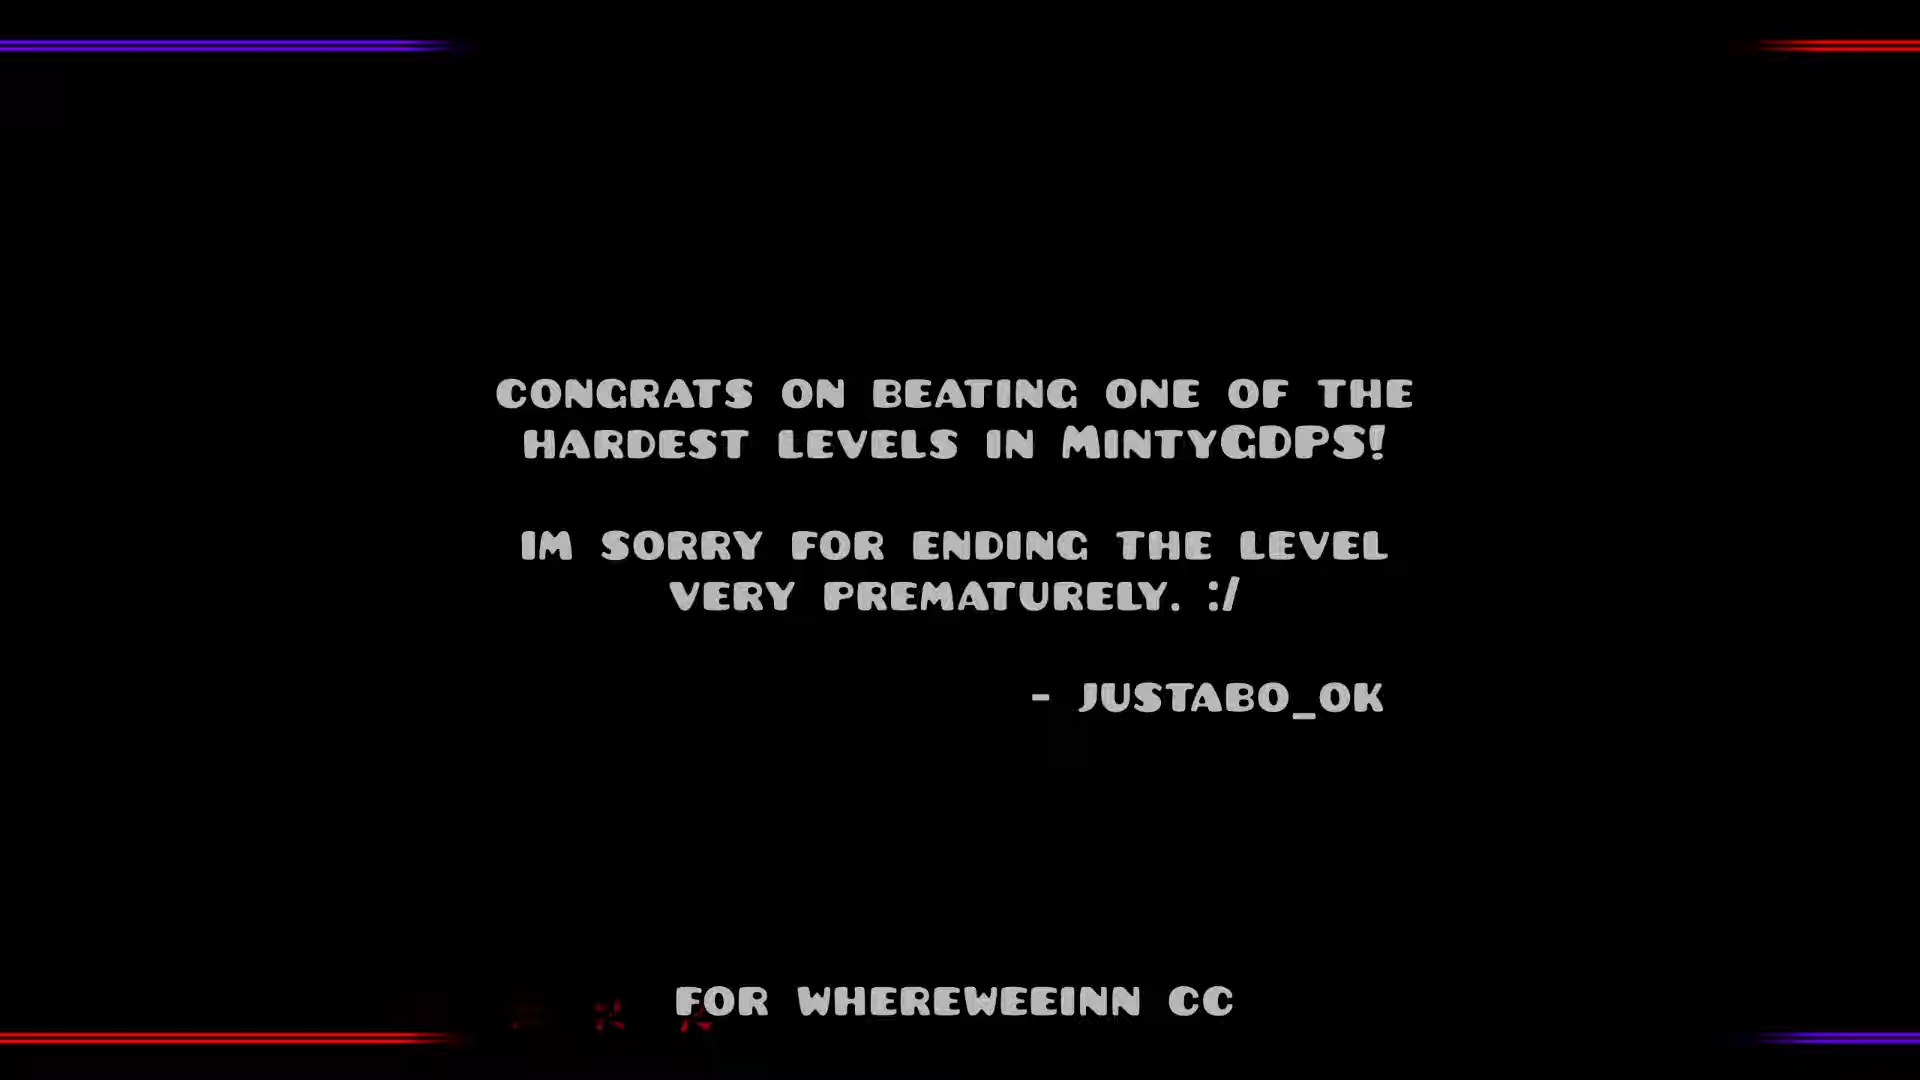 CONGRATS ON BEATING ONE OF THE
HARDEST LEVELS IN MINTYGDPS!
IM SORRY FOR ENDING THE LEVEL
VERY PREMATURELY. :/
- JUSTABO_OK
FOR WHEREWEEINN CC